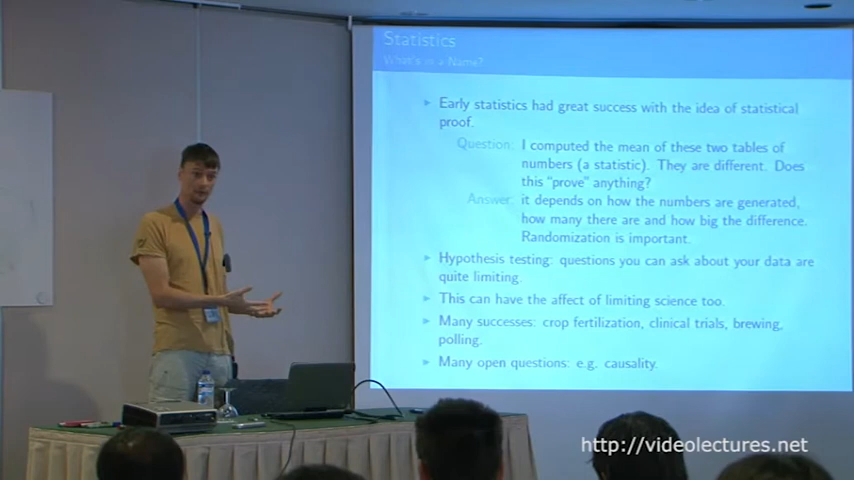 Statistics
What's in a Name?
Early statistics had great success with the idea of statistical
proof.
Question: I computed the mean of these two tables of
numbers (a statistic). They are different. Does
this "prove" anything?
Answer: it depends on how the numbers are generated,
how many there are and how big the difference.
Randomization is important.
Hypothesis testing: questions you can ask about your data are
quite limiting.
This can have the affect of limiting science too.
Many successes: crop fertilization, clinical trials, brewing,
polling.
Many open questions: e.g. causality.
http://videolectures.net